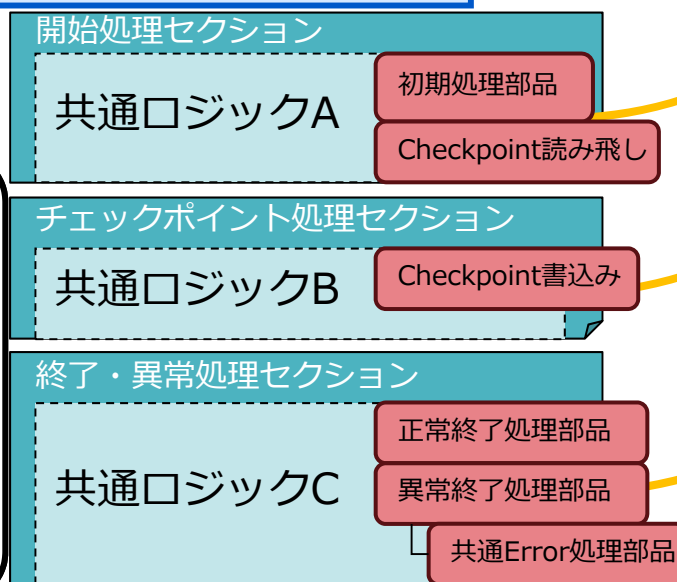 開始処理セクション
共通ロジックA
初期処理部品
Checkpoint読み飛し
チェックポイント処理セクション
共通ロジックB
Checkpoint書込み
終了・異常処理セクション
共通ロジックC
正常終了処理部品
異常終了処理部品
共通Error処理部品